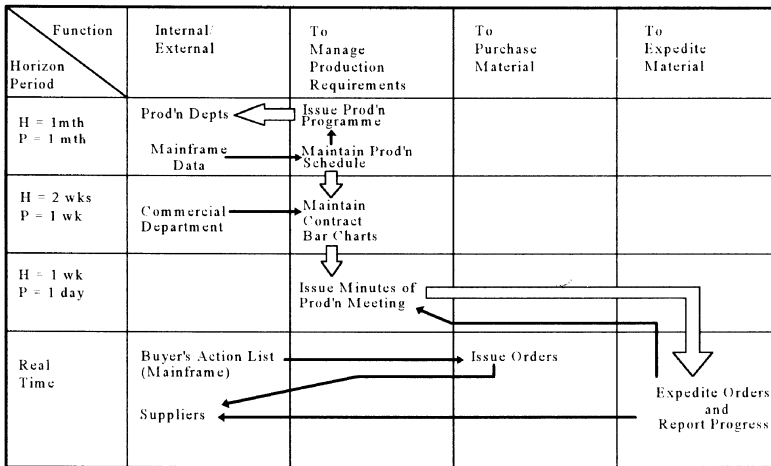 Function
Horizon
Period
Internal/
External
To
Manage
Production
Requirements
To
Purchase
Material
To
Expedite
Material
H = 1mth
P = 1 mth
Prod'n Depts
Issue Prod'n
Programme
Mainframe
Data
Maintain Prod'n
Schedule
H = 2 wks
P = 1 wk
Commercial
Department
Maintain
Contract
Bar Charts
H = 1 wk
P = 1 day
Issue Minutes of
Prod'n Meeting
Real
Time
Buyer's Action List
(Mainframe)
Issue Orders
Suppliers
Expedite Orders
and
Report Progress